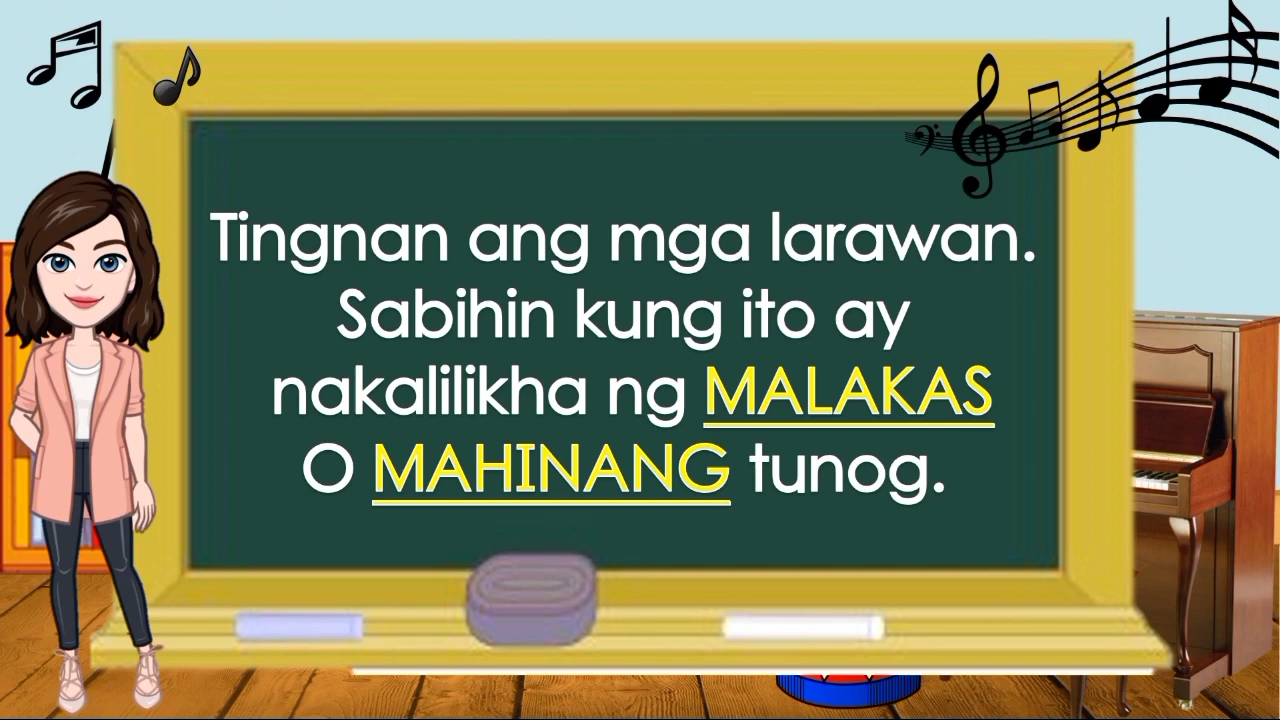 Tingnan ang mga larawan.
Sabihin kung ito ay
nakalilikha ng MALAKAS
O MAHINANG tunog.